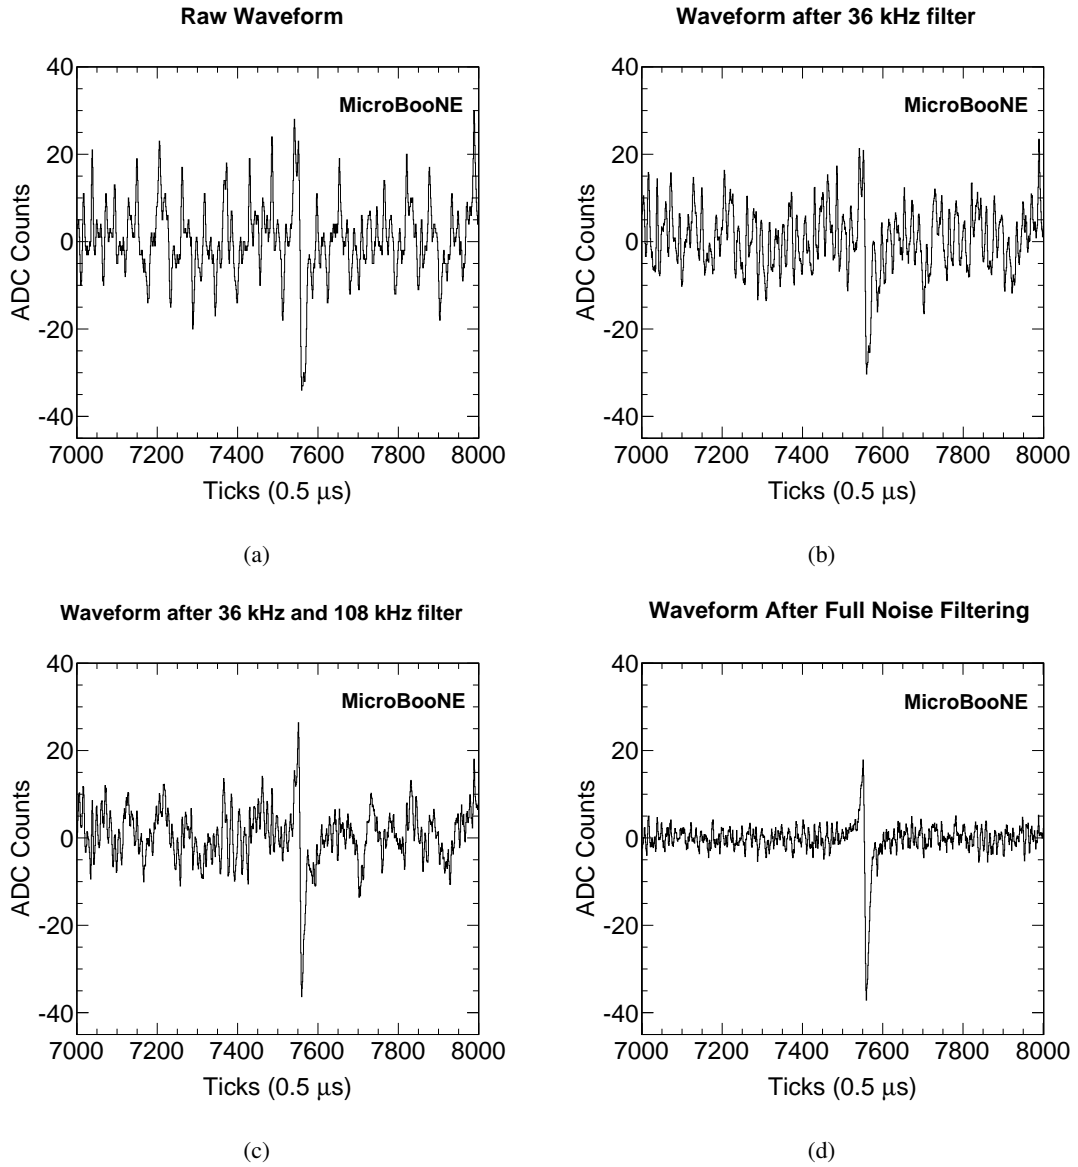 Raw Waveform
40
20
0
-20
-40
ADC Counts
MicroBooNE
7000 7200 7400 7600 7800 8000
Ticks (0.5 μs)
(a)
Waveform after 36 kHz filter
40
20
0
-20
-40
ADC Counts
MicroBooNE
7000 7200 7400 7600 7800 8000
Ticks (0.5 μs)
(b)
Waveform after 36 kHz and 108 kHz filter
40
20
0
-20
-40
ADC Counts
MicroBooNE
7000 7200 7400 7600 7800 8000
Ticks (0.5 μs)
(c)
Waveform After Full Noise Filtering
40
20
0
-20
-40
ADC Counts
MicroBooNE
7000 7200 7400 7600 7800 8000
Ticks (0.5 μs)
(d)